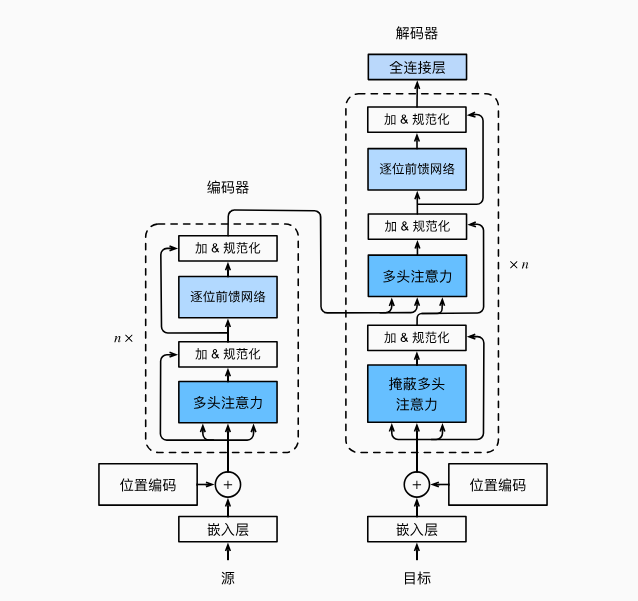 解码器
全连接层
加 & 规范化
逐位前馈网络
加 & 规范化
多头注意力
× n
加 & 规范化
掩蔽多头
注意力
位置编码
+
嵌入层
目标
编码器
加 & 规范化
逐位前馈网络
n ×
加 & 规范化
多头注意力
位置编码
+
嵌入层
源